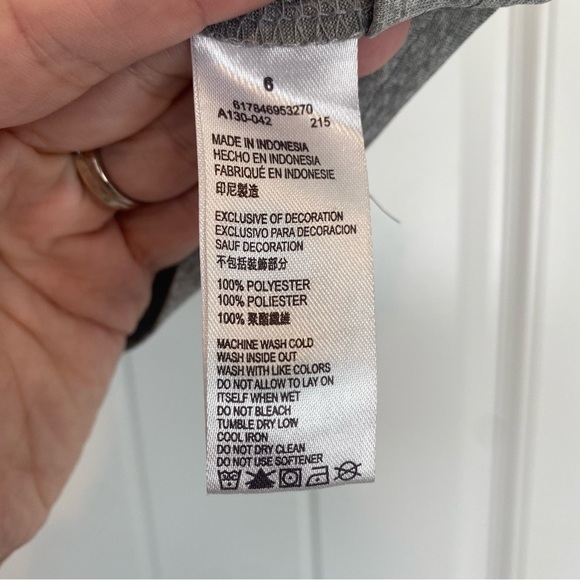 6
617846953270
A130-042 215
MADE IN INDONESIA
HECHO EN INDONESIA
FABRIQUÉ EN INDONESIE
印尼製造
EXCLUSIVE OF DECORATION
EXCLUSIVO PARA DECORACION
SAUF DECORATION
不包括裝飾部分
100% POLYESTER
100% POLIESTER
100% 聚酯纖維
MACHINE WASH COLD
WASH INSIDE OUT
WASH WITH LIKE COLORS
DO NOT ALLOW TO LAY ON
ITSELF WHEN WET
DO NOT BLEACH
TUMBLE DRY LOW
COOL IRON
DO NOT DRY CLEAN
DO NOT USE SOFTENER